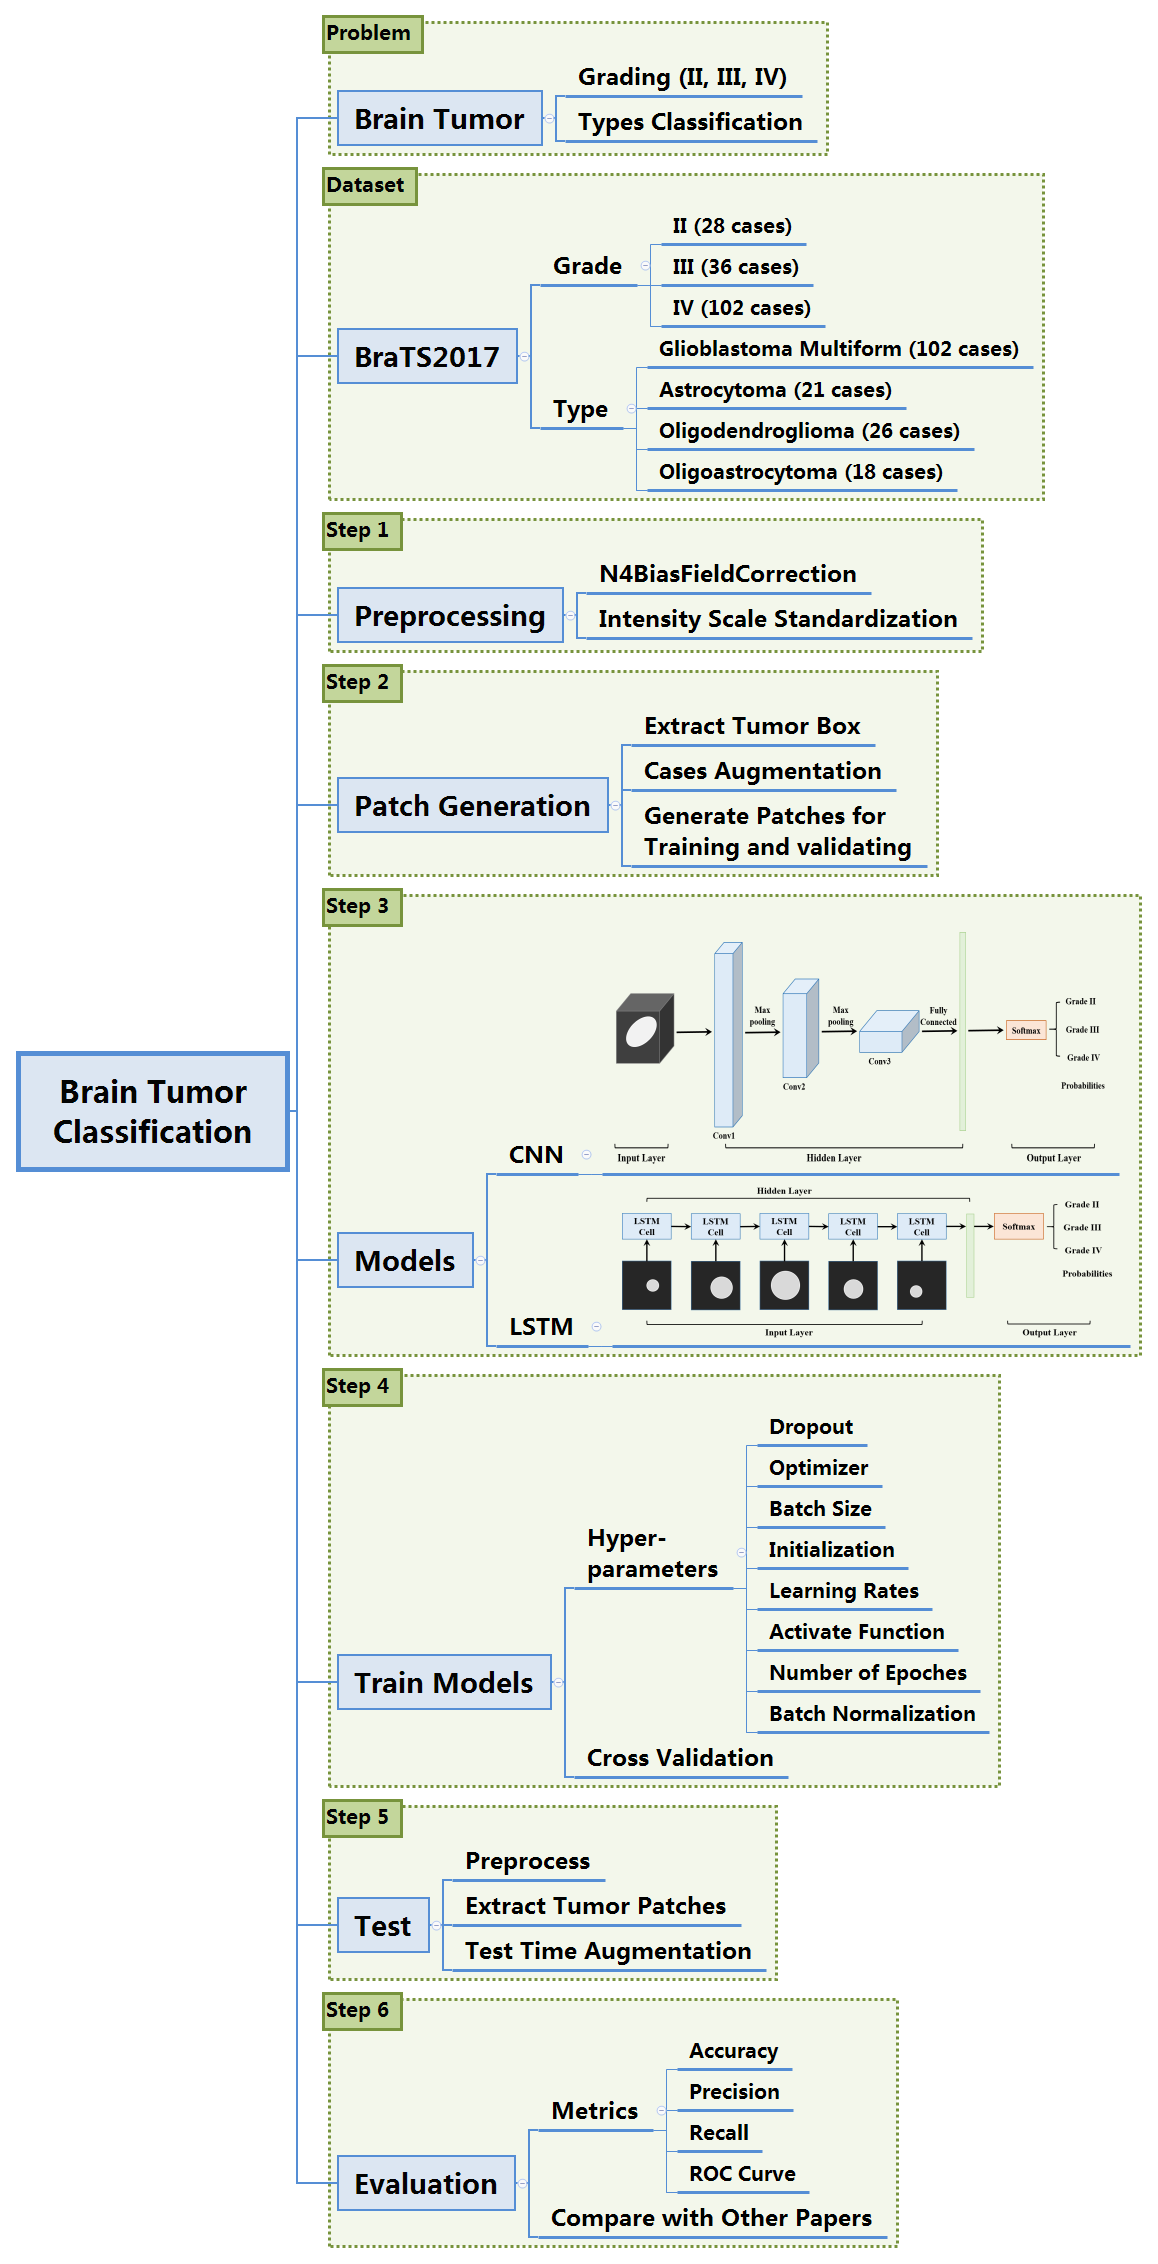 Problem
Grading (II, III, IV)
Brain Tumor
Types Classification
Dataset
II (28 cases)
Grade
III (36 cases)
IV (102 cases)
BraTS2017
Glioblastoma Multiform (102 cases)
Astrocytoma (21 cases)
Type
Oligodendroglioma (26 cases)
Oligoastrocytoma (18 cases)
Step 1
N4BiasFieldCorrection
Preprocessing
Intensity Scale Standardization
Step 2
Extract Tumor Box
Cases Augmentation
Patch Generation
Generate Patches for
Training and validating
Step 3
Max
pooling
Max
pooling
Fully
Connected
Conv1
Conv2
Conv3
Softmax
Grade II
Grade III
Grade IV
Probabilities
Input Layer
Hidden Layer
Output Layer
CNN
Brain Tumor
Classification
Models
Hidden Layer
LSTM
Cell
LSTM
Cell
LSTM
Cell
LSTM
Cell
LSTM
Cell
Softmax
Grade II
Grade III
Grade IV
Probabilities
Input Layer
Output Layer
LSTM
Step 4
Dropout
Optimizer
Batch Size
Hyper-
parameters
Initialization
Learning Rates
Activate Function
Number of Epoches
Batch Normalization
Train Models
Cross Validation
Step 5
Preprocess
Extract Tumor Patches
Test
Test Time Augmentation
Step 6
Accuracy
Precision
Metrics
Recall
ROC Curve
Evaluation
Compare with Other Papers